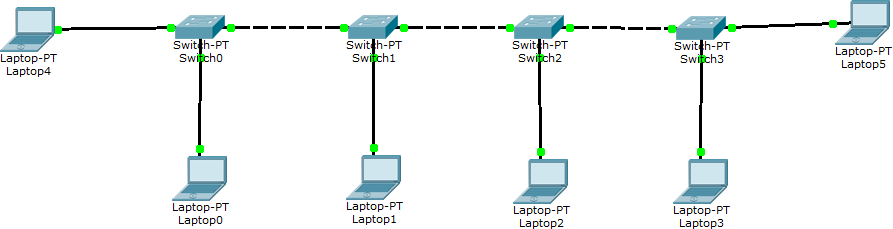 Switch-PT
Switch0
Switch-PT
Switch1
Switch-PT
Switch2
Switch-PT
Switch3
Laptop-PT
Laptop4
Laptop-PT
Laptop5
Laptop-PT
Laptop0
Laptop-PT
Laptop1
Laptop-PT
Laptop2
Laptop-PT
Laptop3